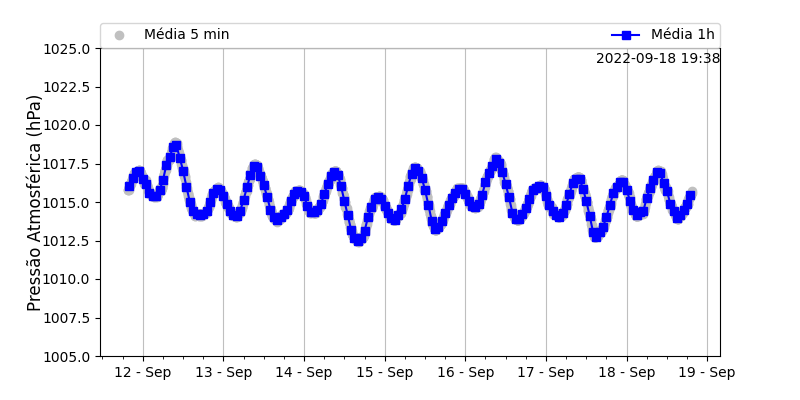 Média 5 min
Média 1h
2022-09-18 19:38
Pressão Atmosférica (hPa)
1025.0
1022.5
1020.0
1017.5
1015.0
1012.5
1010.0
1007.5
1005.0
12 - Sep
13 - Sep
14 - Sep
15 - Sep
16 - Sep
17 - Sep
18 - Sep
19 - Sep